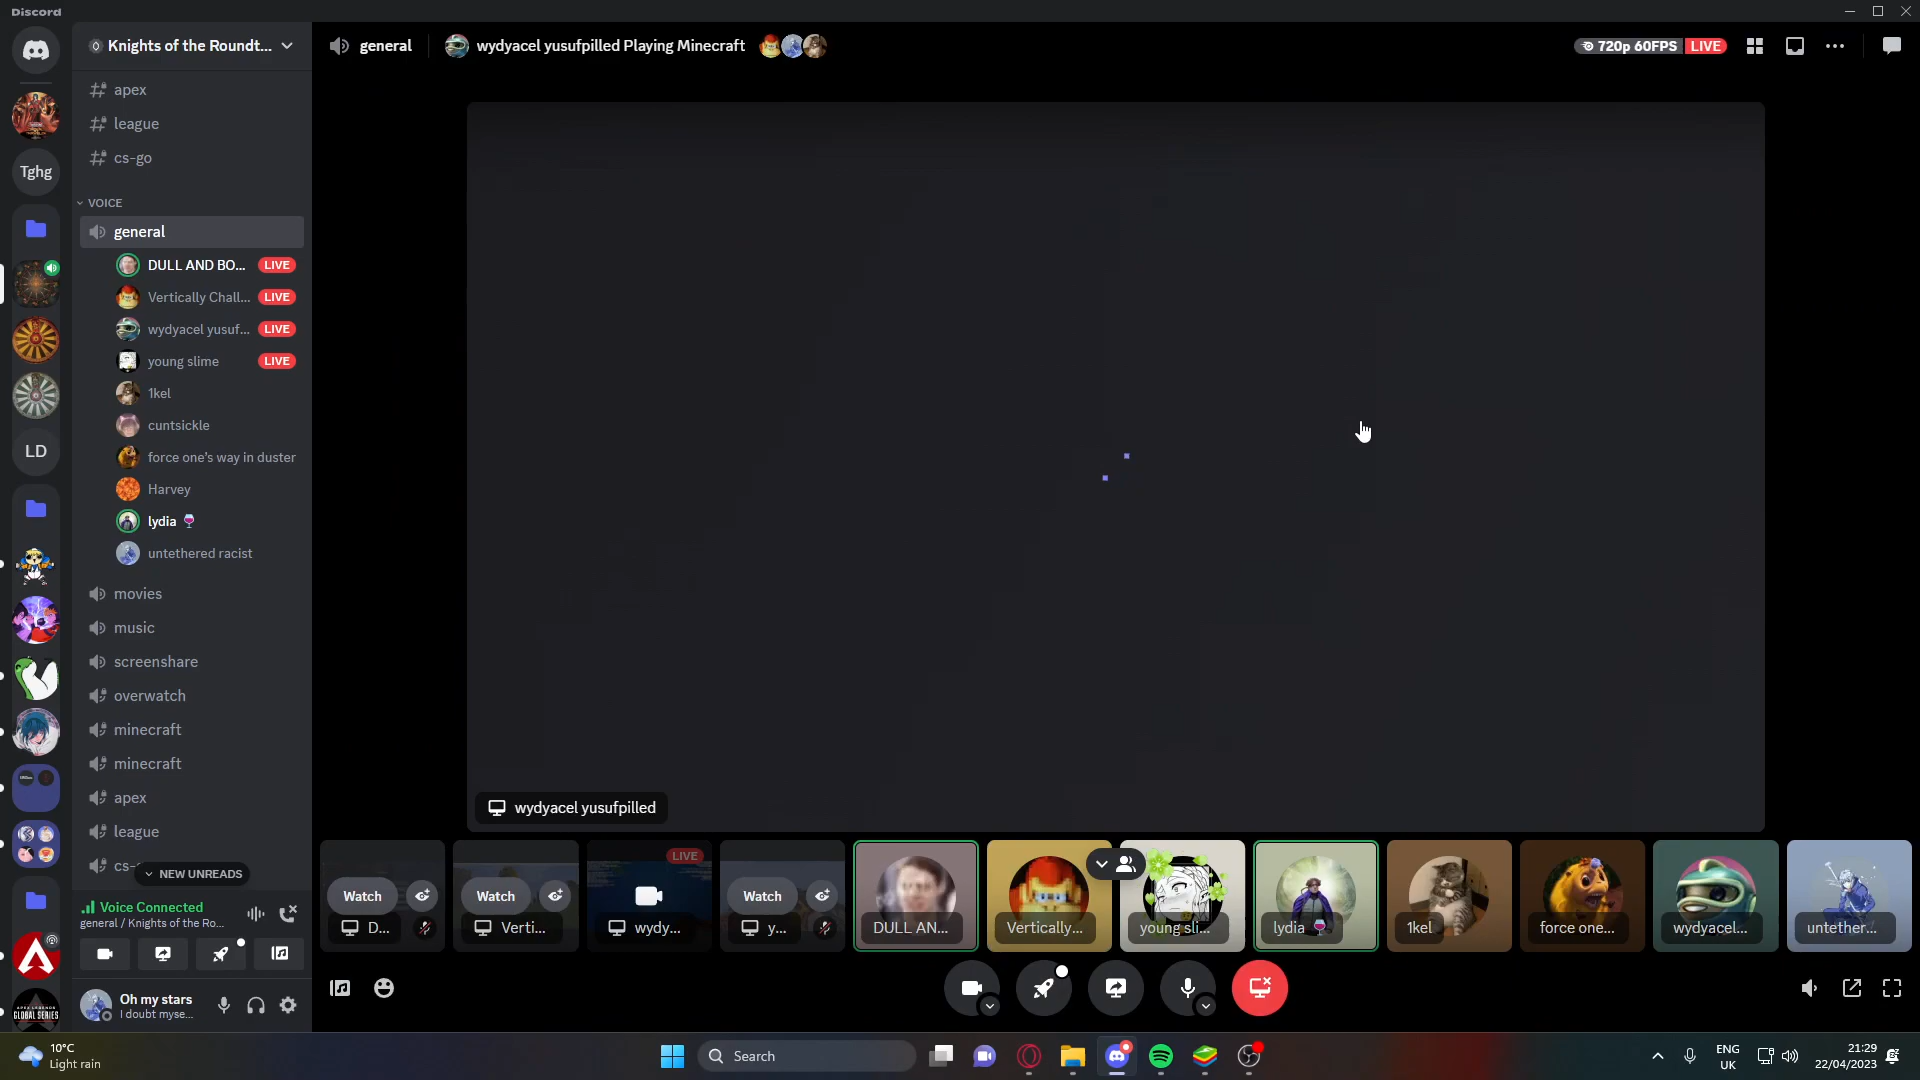 Discord
Knights of the Roundt...
general
wydyacel yusufpilled Playing Minecraft
720p 60FPS
LIVE
Tghg
LD
apex
league
cs-go
VOICE
general
DULL AND BO...
LIVE
Vertically Chall...
LIVE
wydyacel yusuf...
LIVE
young slime
LIVE
1kel
cuntsickle
force one's way in duster
Harvey
lydia
untethered racist
movies
music
screenshare
overwatch
minecraft
minecraft
apex
league
cs-
NEW UNREADS
Voice Connected
general / Knights of the Ro...
Oh my stars
I doubt myse...
wydyacel yusufpilled
Watch
D...
Watch
Verti...
LIVE
wydy...
Watch
y...
DULL AN...
Vertically...
young sli...
lydia
1kel
force one...
wydyacel...
untether...
APEX LEGENDS
GLOBAL SERIES
10°C
Light rain
Search
ENG
UK
21:29
22/04/2023